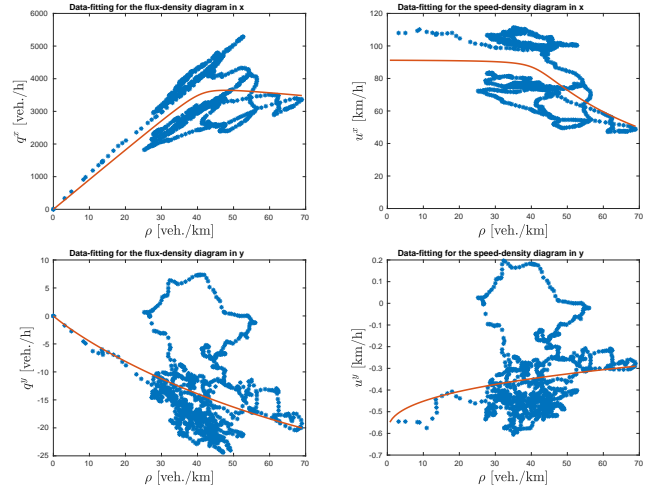 Data-fitting for the flux-density diagram in x
6000
5000
4000
3000
2000
1000
0
0 10 20 30 40 50 60 70
q^x [veh./h]
ρ [veh./km]
Data-fitting for the speed-density diagram in x
120
100
80
60
40
20
0
0 10 20 30 40 50 60 70
u^x [km/h]
ρ [veh./km]
Data-fitting for the flux-density diagram in y
10
5
0
-5
-10
-15
-20
-25
0 10 20 30 40 50 60 70
q^y [veh./h]
ρ [veh./km]
Data-fitting for the speed-density diagram in y
0.2
0.1
0
-0.1
-0.2
-0.3
-0.4
-0.5
-0.6
-0.7
0 10 20 30 40 50 60 70
u^y [km/h]
ρ [veh./km]